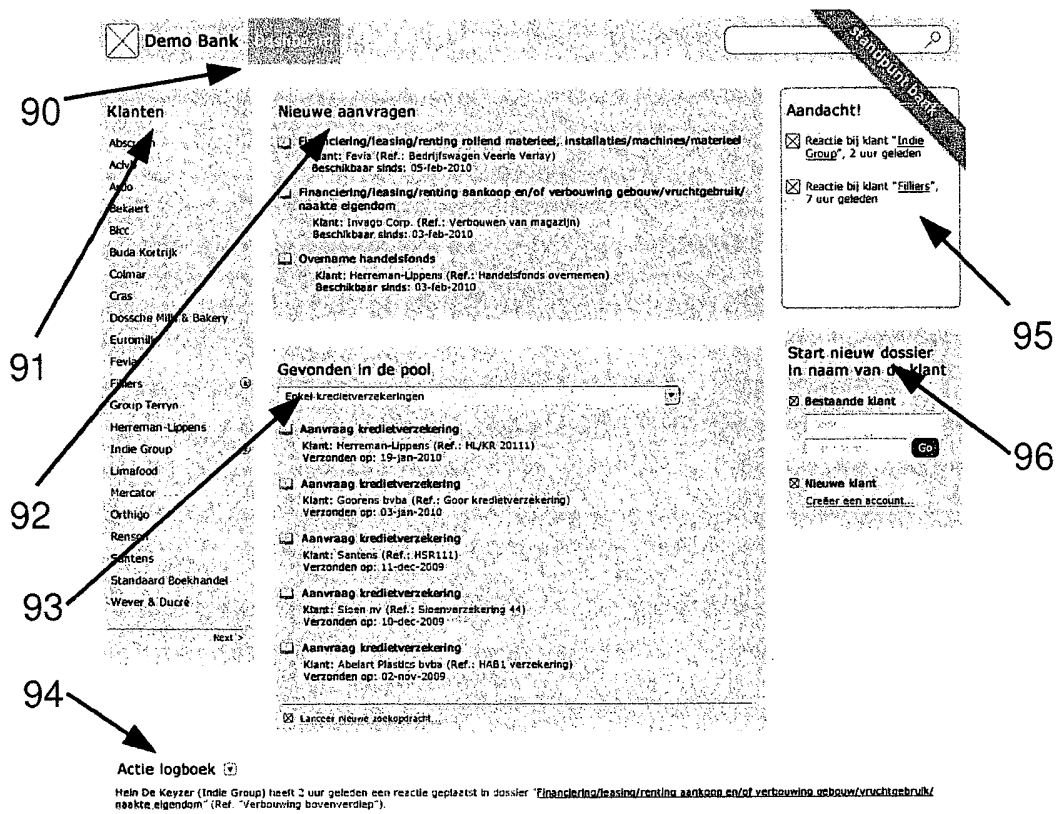 Demo Bank Dashboard
standpunt bank
90
Klanten
Acivs
Ardo
Bekaert
Bicc
Buda Kortrijk
Colmar
Cras
Dossche Mills & Bakery
Euromills
Fevia
Filliers
Group Terryn
Herreman-Lippens
Indie Group
Limafood
Mercator
Orthigo
Renson
Santens
Standaard Boekhandel
Wever & Ducré
Next >
91
92
93
94
Nieuwe aanvragen
Financiering/leasing/renting rollend materieel, installaties/machines/materieel
Klant: Fevia (Ref.: Bedrijfswagen Veerle Verlay)
Beschikbaar sinds: 05-feb-2010
Financiering/leasing/renting aankoop en/of verbouwing gebouw/vruchtgebruik/
naakte eigendom
Klant: Invago Corp. (Ref.: Verbouwen van magazijn)
Beschikbaar sinds: 03-feb-2010
Overname handelsfonds
Klant: Herreman-Lippens (Ref.: Handelsfonds overnemen)
Beschikbaar sinds: 03-feb-2010
Gevonden in de pool
Enkel kredietverzekeringen
Aanvraag kredietverzekering
Klant: Herreman-Lippens (Ref.: HL/KR 20111)
Verzonden op: 19-jan-2010
Aanvraag kredietverzekering
Klant: Goorens bvba (Ref.: Goor kredietverzekering)
Verzonden op: 03-jan-2010
Aanvraag kredietverzekering
Klant: Santens (Ref.: HSR111)
Verzonden op: 11-dec-2009
Aanvraag kredietverzekering
Klant: Sioen nv (Ref.: Sioenverzekering 44)
Verzonden op: 10-dec-2009
Aanvraag kredietverzekering
Klant: Abelart Plastics bvba (Ref.: HAB1 verzekering)
Verzonden op: 02-nov-2009
Lanceer nieuwe zoekopdracht...
Aandacht!
Reactie bij klant "Indie
Group", 2 uur geleden
Reactie bij klant "Filliers",
7 uur geleden
95
Start nieuw dossier
in naam van de klant
Bestaande klant
Go
Nieuwe klant
Creëer een account...
96
Actie logboek
Hein De Keyzer (Indie Group) heeft 2 uur geleden een reactie geplaatst in dossier "Financiering/leasing/renting aankoop en/of verbouwing gebouw/vruchtgebruik/
naakte eigendom" (Ref. "Verbouwing bovenverdiep").